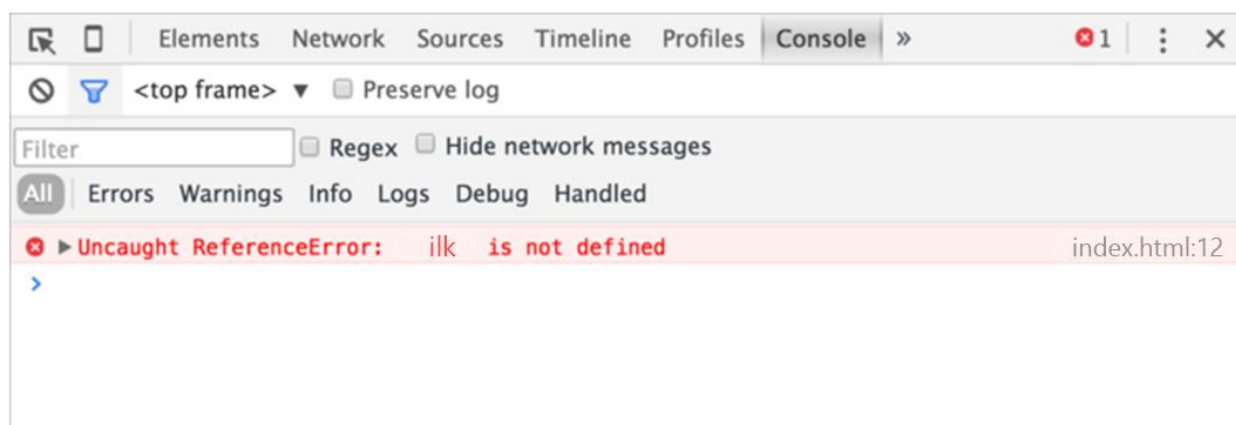 Elements Network Sources Timeline Profiles Console » 1
<top frame> ▼ Preserve log
Filter Regex Hide network messages
All Errors Warnings Info Logs Debug Handled
Uncaught ReferenceError: ilk is not defined index.html:12